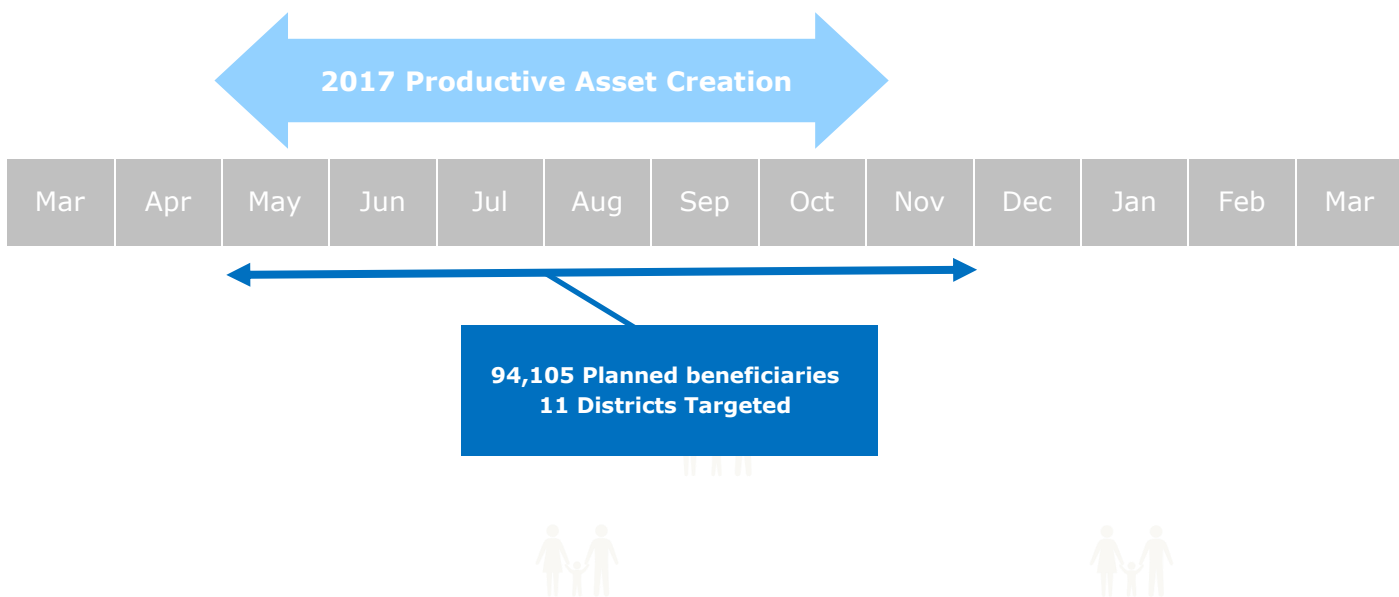 2017 Productive Asset Creation
Mar Apr May Jun Jul Aug Sep Oct Nov Dec Jan Feb Mar
94,105 Planned beneficiaries
11 Districts Targeted